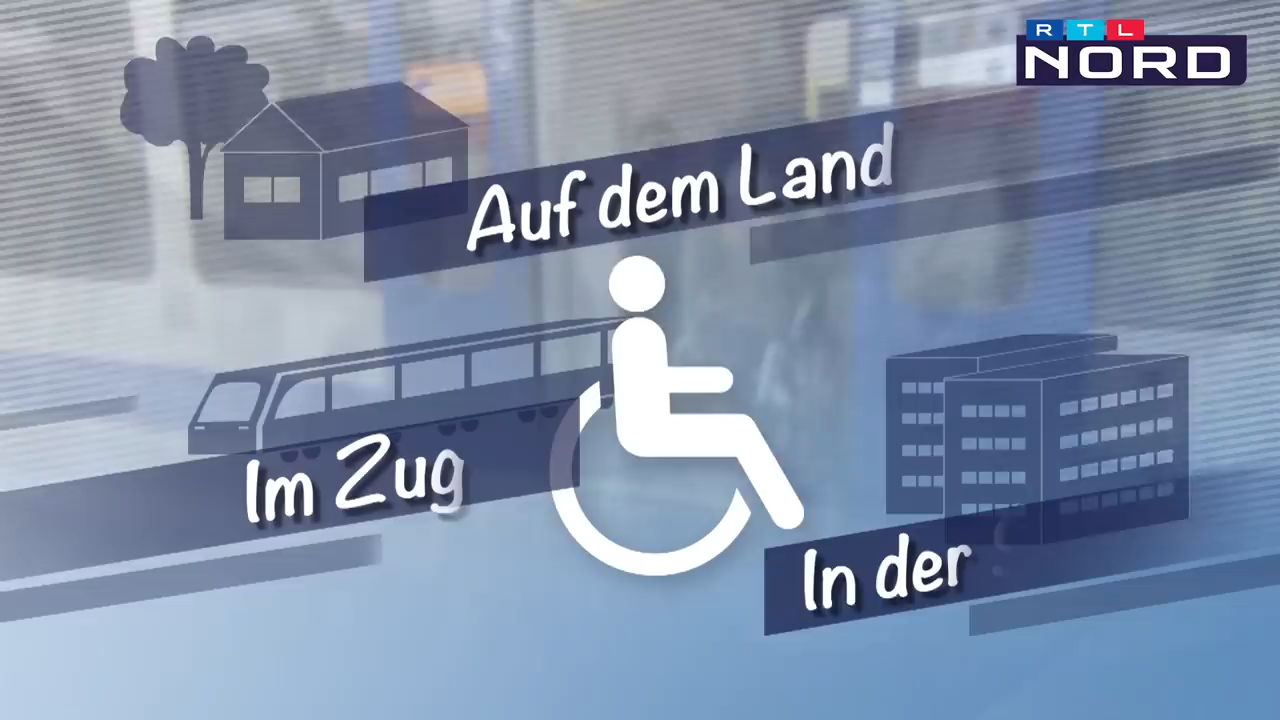 RTL
NORD
Auf dem Land
Im Zug
In der